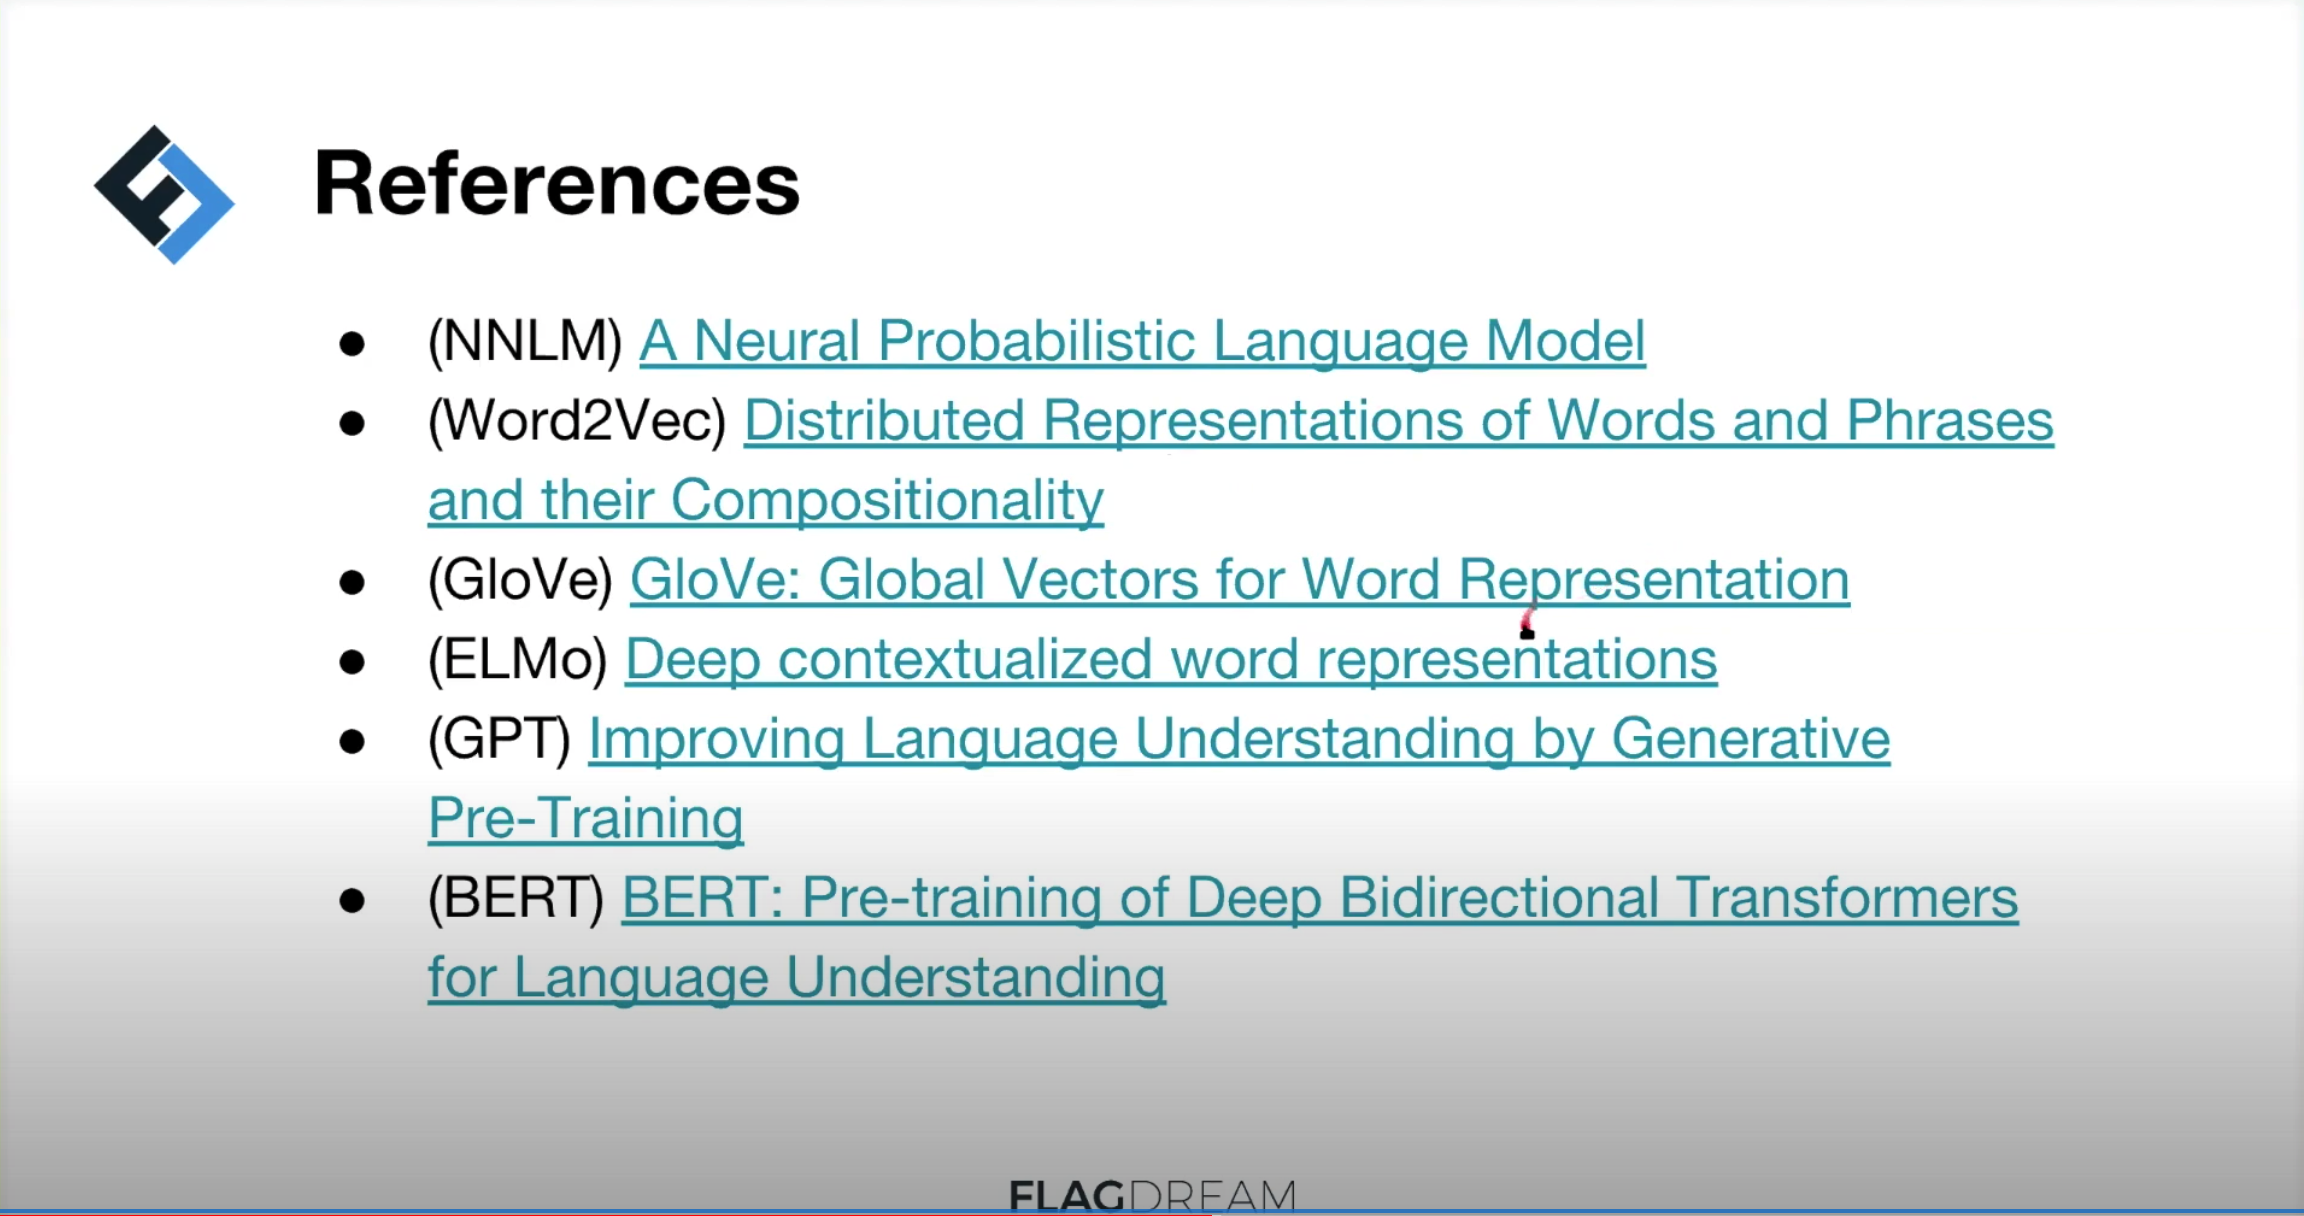 References
● (NNLM) A Neural Probabilistic Language Model
● (Word2Vec) Distributed Representations of Words and Phrases
and their Compositionality
● (GloVe) GloVe: Global Vectors for Word Representation
● (ELMo) Deep contextualized word representations
● (GPT) Improving Language Understanding by Generative
Pre-Training
● (BERT) BERT: Pre-training of Deep Bidirectional Transformers
for Language Understanding
FLAGDREAM